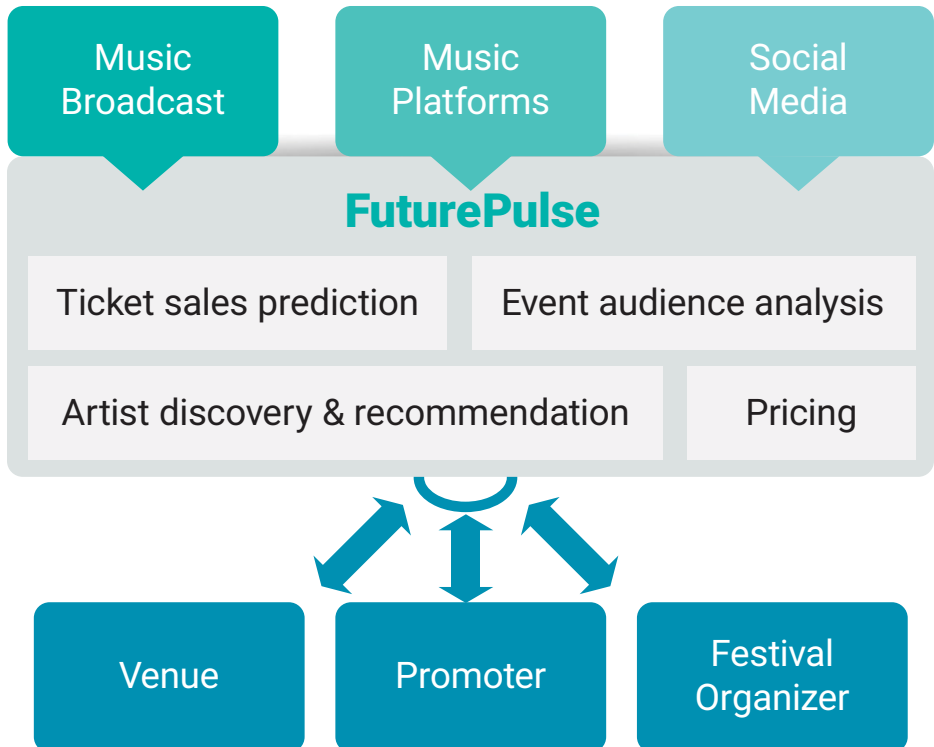 Music
Broadcast
Music
Platforms
Social
Media
FuturePulse
Ticket sales prediction
Event audience analysis
Artist discovery & recommendation
Pricing
Venue
Promoter
Festival
Organizer